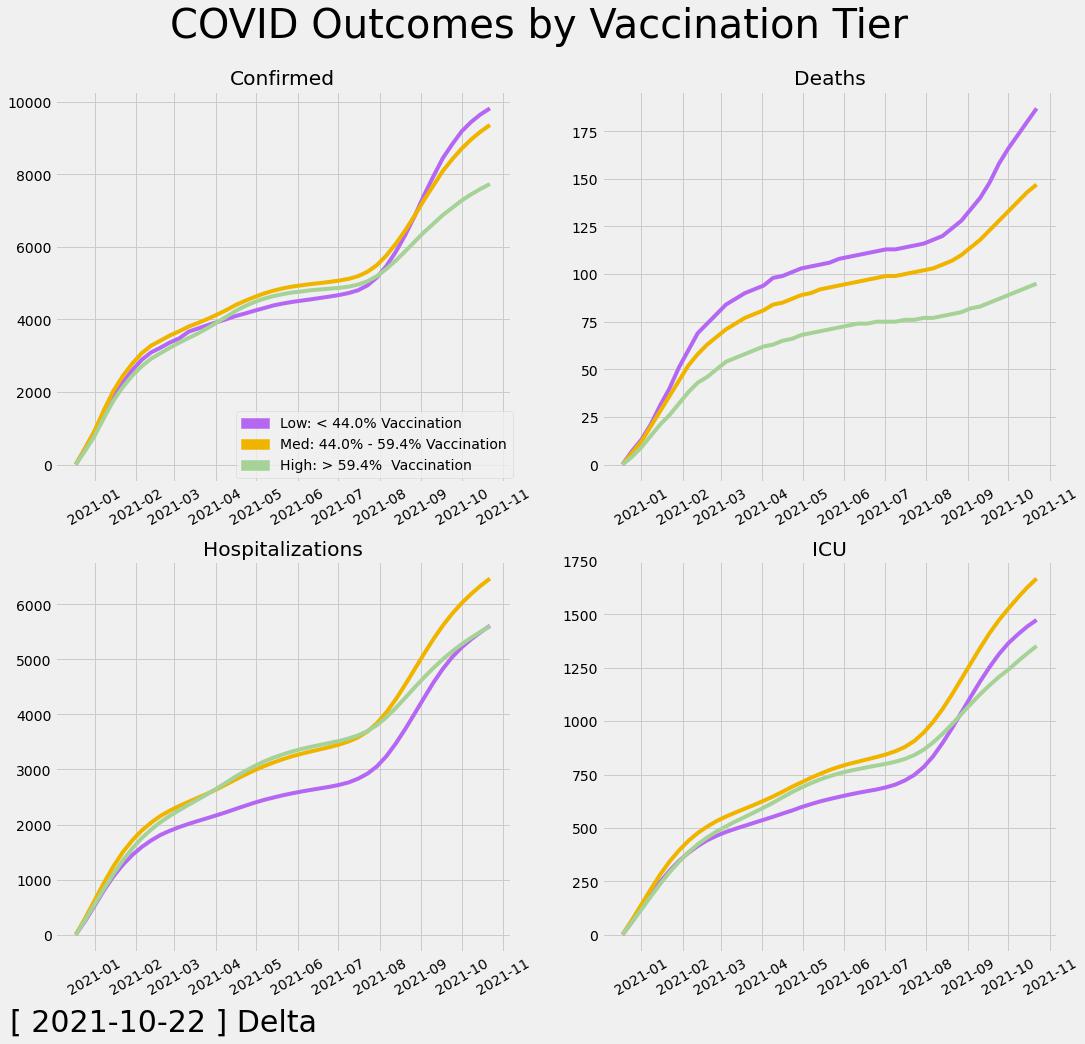 COVID Outcomes by Vaccination Tier
Confirmed
10000
8000
6000
4000
2000
0
Low: < 44.0% Vaccination
Med: 44.0% - 59.4% Vaccination
High: > 59.4%  Vaccination
2021-01 2021-02 2021-03 2021-04 2021-05 2021-06 2021-07 2021-08 2021-09 2021-10 2021-11
Deaths
175
150
125
100
75
50
25
0
2021-01 2021-02 2021-03 2021-04 2021-05 2021-06 2021-07 2021-08 2021-09 2021-10 2021-11
Hospitalizations
6000
5000
4000
3000
2000
1000
0
2021-01 2021-02 2021-03 2021-04 2021-05 2021-06 2021-07 2021-08 2021-09 2021-10 2021-11
ICU
1750
1500
1250
1000
750
500
250
0
2021-01 2021-02 2021-03 2021-04 2021-05 2021-06 2021-07 2021-08 2021-09 2021-10 2021-11
[ 2021-10-22 ] Delta